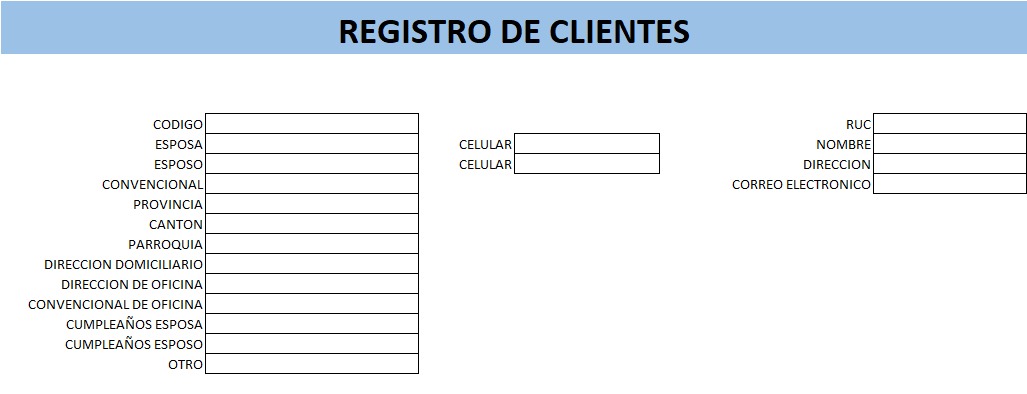 REGISTRO DE CLIENTES
CODIGO
ESPOSA
ESPOSO
CONVENCIONAL
PROVINCIA
CANTON
PARROQUIA
DIRECCION DOMICILIARIO
DIRECCION DE OFICINA
CONVENCIONAL DE OFICINA
CUMPLEAÑOS ESPOSA
CUMPLEAÑOS ESPOSO
OTRO
CELULAR
CELULAR
RUC
NOMBRE
DIRECCION
CORREO ELECTRONICO